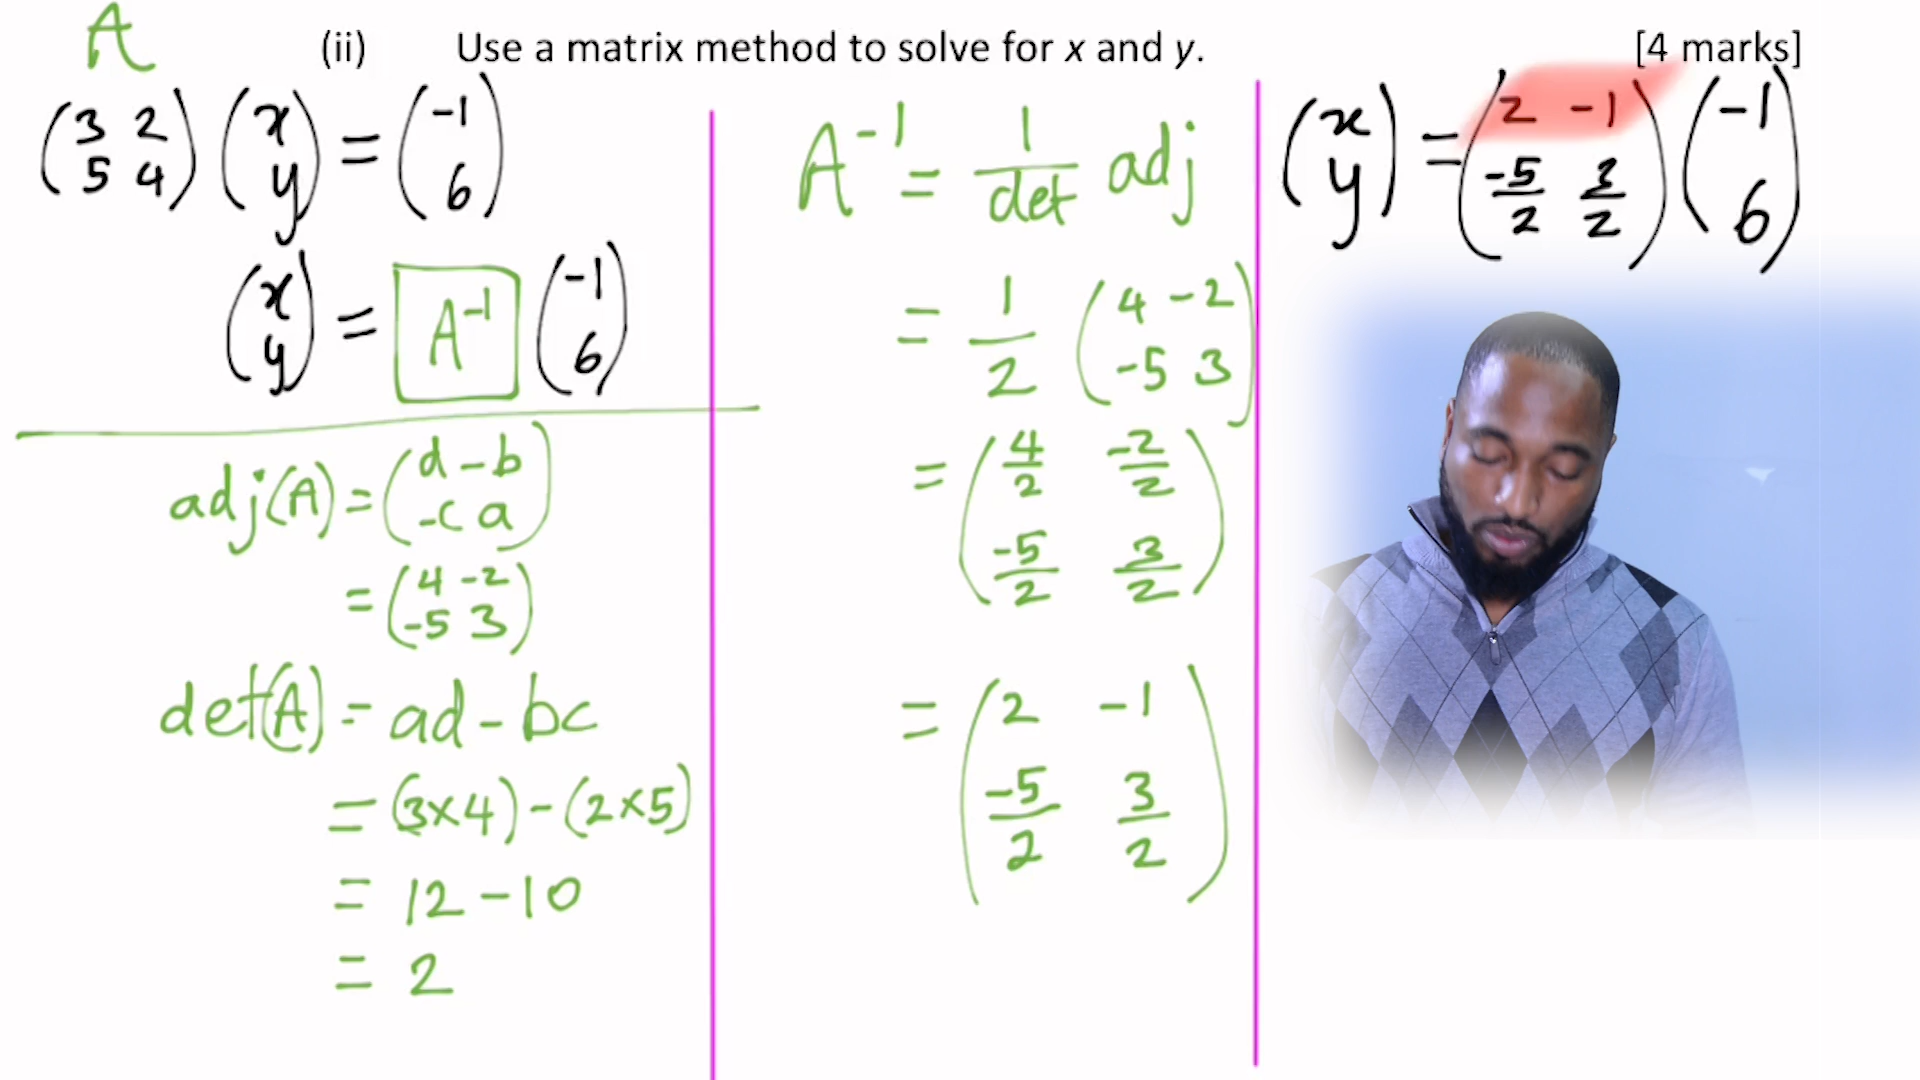 A
(ii) Use a matrix method to solve for x and y. [4 marks]
(3 2
5 4) (x
y) = (-1
6)
(x
y) = A⁻¹ (-1
6)
adj(A) = (d -b
-c a)
= (4 -2
-5 3)
det(A) = ad - bc
= (3×4) - (2×5)
= 12 - 10
= 2
A⁻¹ = 1/det adj
= 1/2 (4 -2
-5 3)
= (4/2 -2/2
-5/2 3/2)
= (2 -1
-5/2 3/2)
(x
y) = (2 -1
-5/2 3/2) (-1
6)